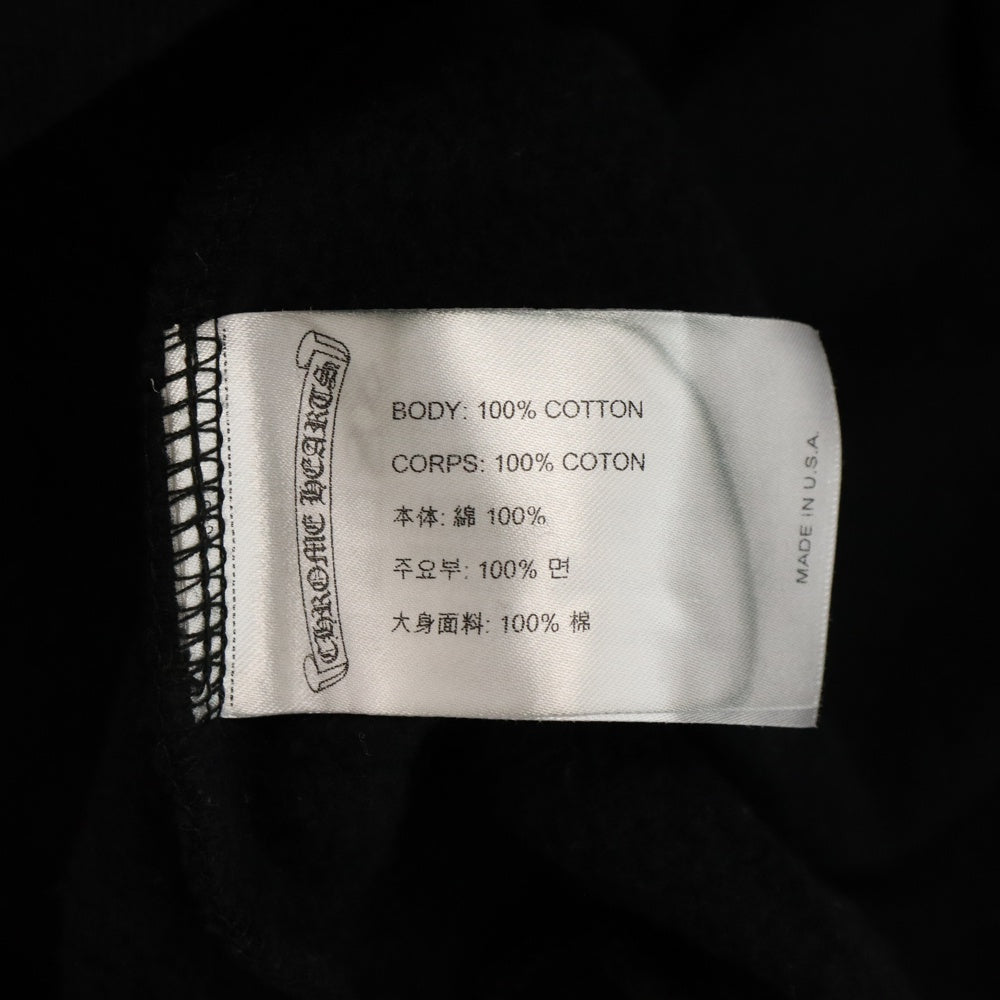 CHROME HEARTS
BODY: 100% COTTON
CORPS: 100% COTON
本体: 綿 100%
주요부: 100% 면
大身面料: 100% 棉
MADE IN U.S.A.